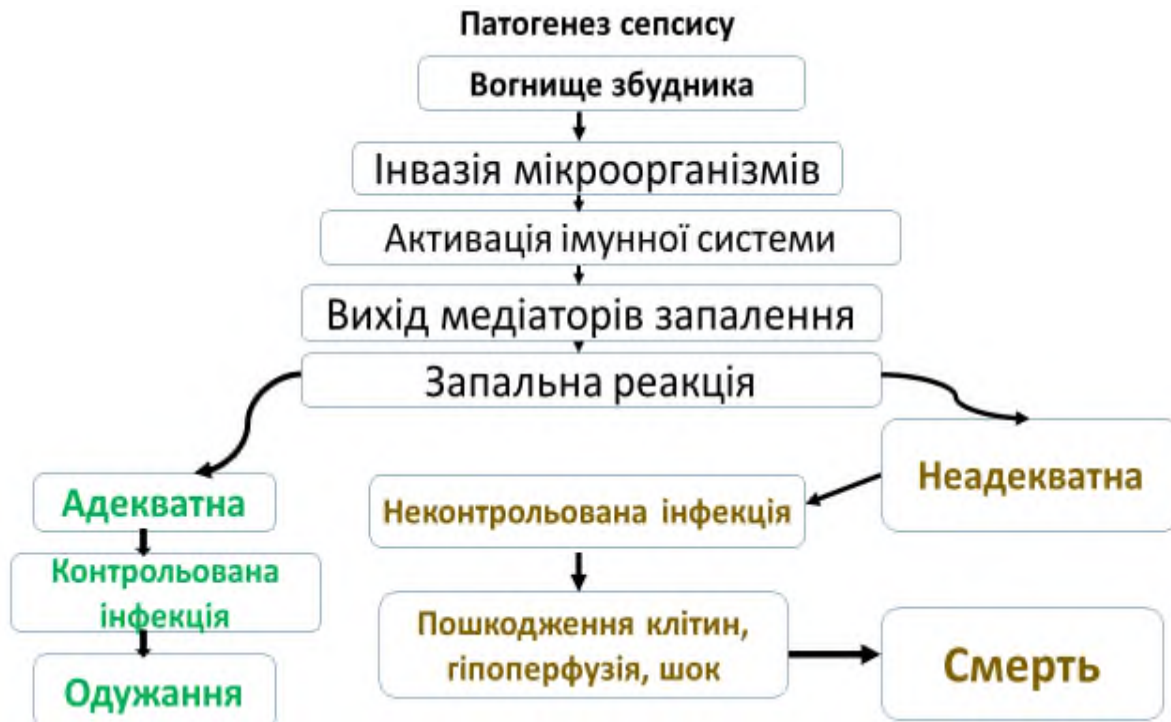 Патогенез сепсису
Вогнище збудника
Інвазія мікроорганізмів
Активація імунної системи
Вихід медіаторів запалення
Запальна реакція
Адекватна
Контрольована
інфекція
Одужання
Неадекватна
Неконтрольована інфекція
Пошкодження клітин,
гіпоперфузія, шок
Смерть